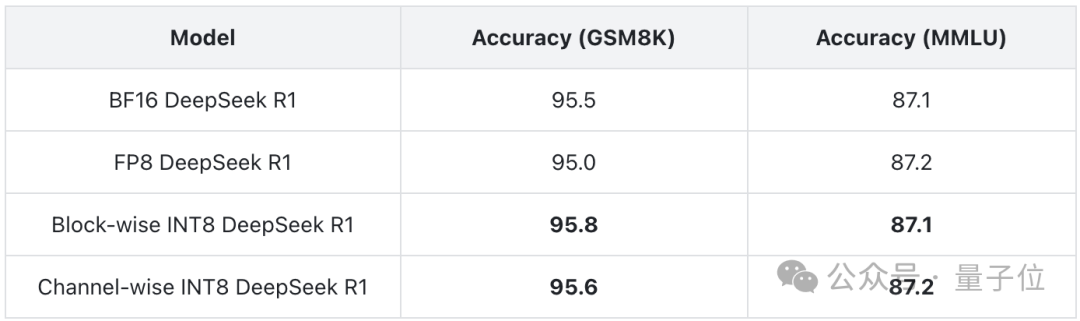 Model Accuracy (GSM8K) Accuracy (MMLU)
BF16 DeepSeek R1 95.5 87.1
FP8 DeepSeek R1 95.0 87.2
Block-wise INT8 DeepSeek R1 95.8 87.1
Channel-wise INT8 DeepSeek R1 95.6 87.2
公众号 · 量子位